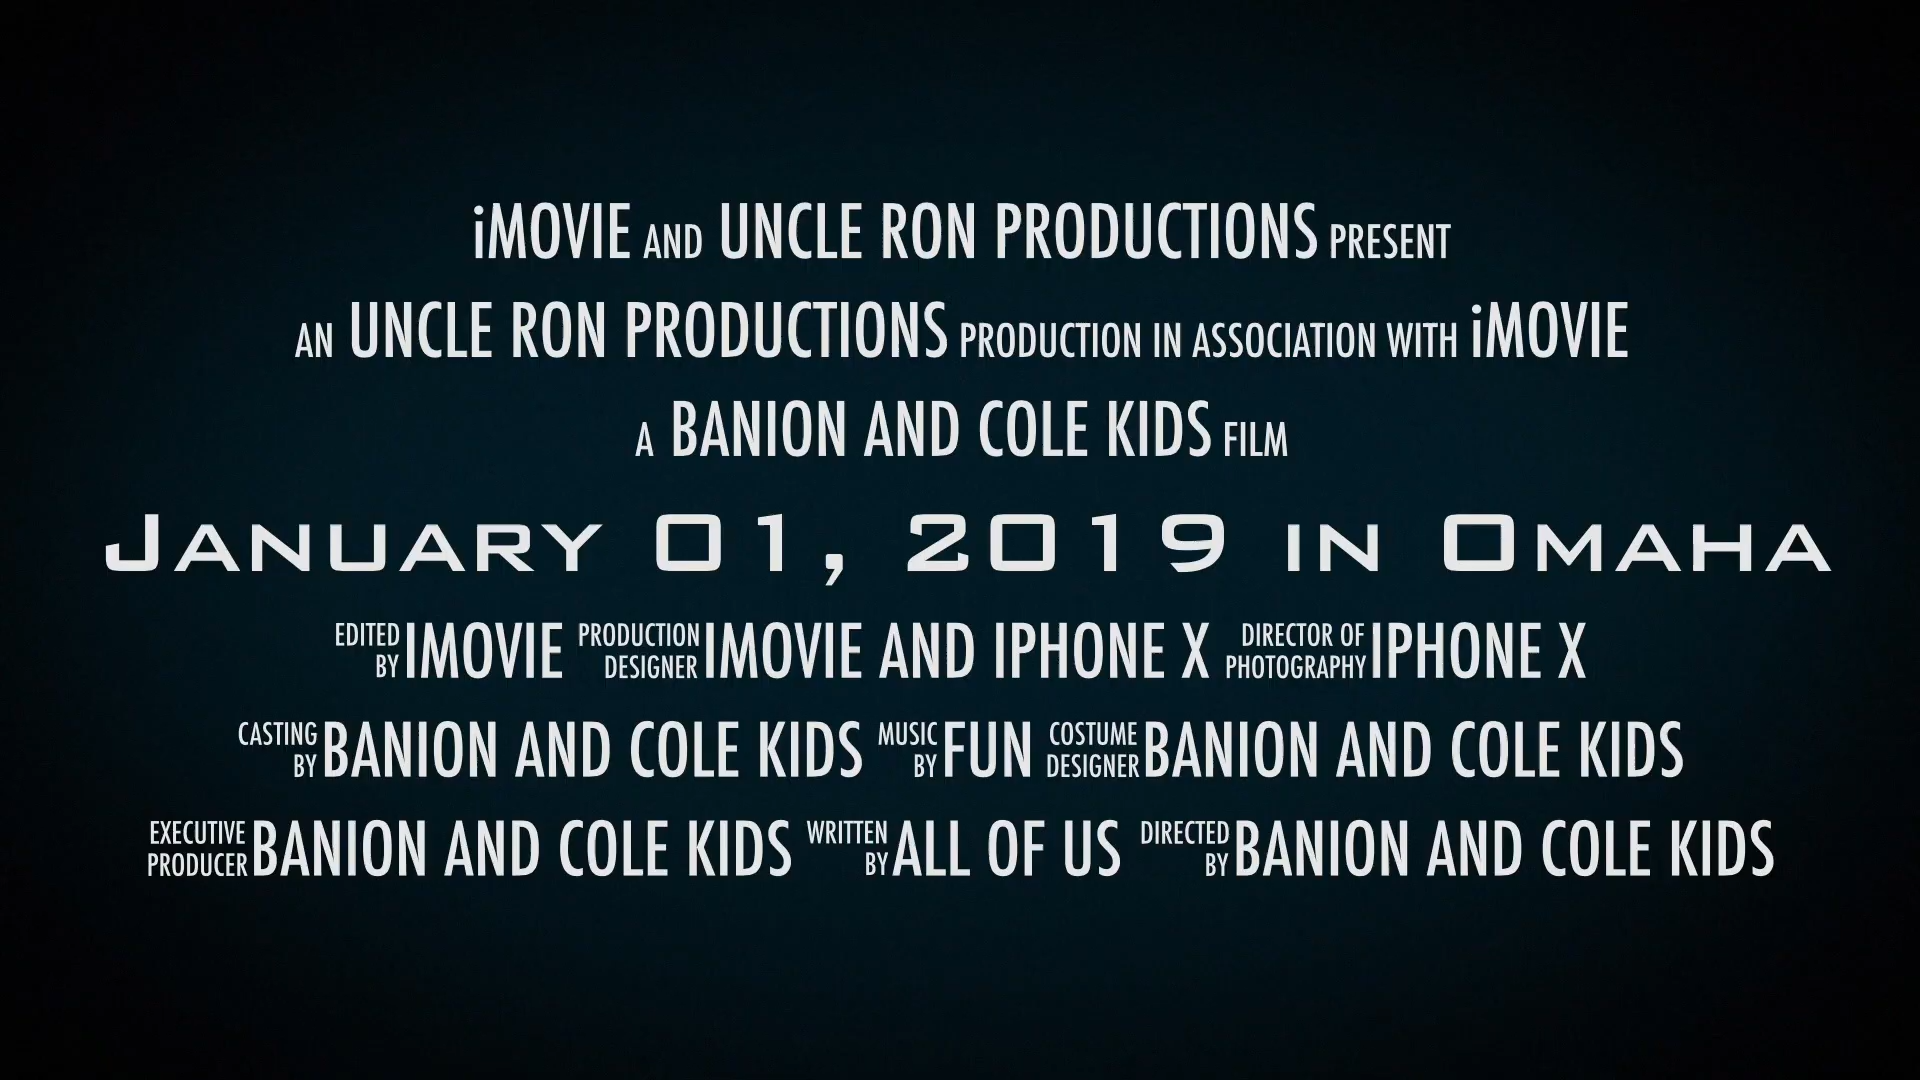 iMOVIE AND UNCLE RON PRODUCTIONS PRESENT
AN UNCLE RON PRODUCTIONS PRODUCTION IN ASSOCIATION WITH iMOVIE
A BANION AND COLE KIDS FILM
JANUARY 01, 2019 IN OMAHA
EDITED BY IMOVIE PRODUCTION DESIGNER IMOVIE AND IPHONE X DIRECTOR OF PHOTOGRAPHY IPHONE X
CASTING BY BANION AND COLE KIDS MUSIC BY FUN COSTUME DESIGNER BANION AND COLE KIDS
EXECUTIVE PRODUCER BANION AND COLE KIDS WRITTEN BY ALL OF US DIRECTED BY BANION AND COLE KIDS